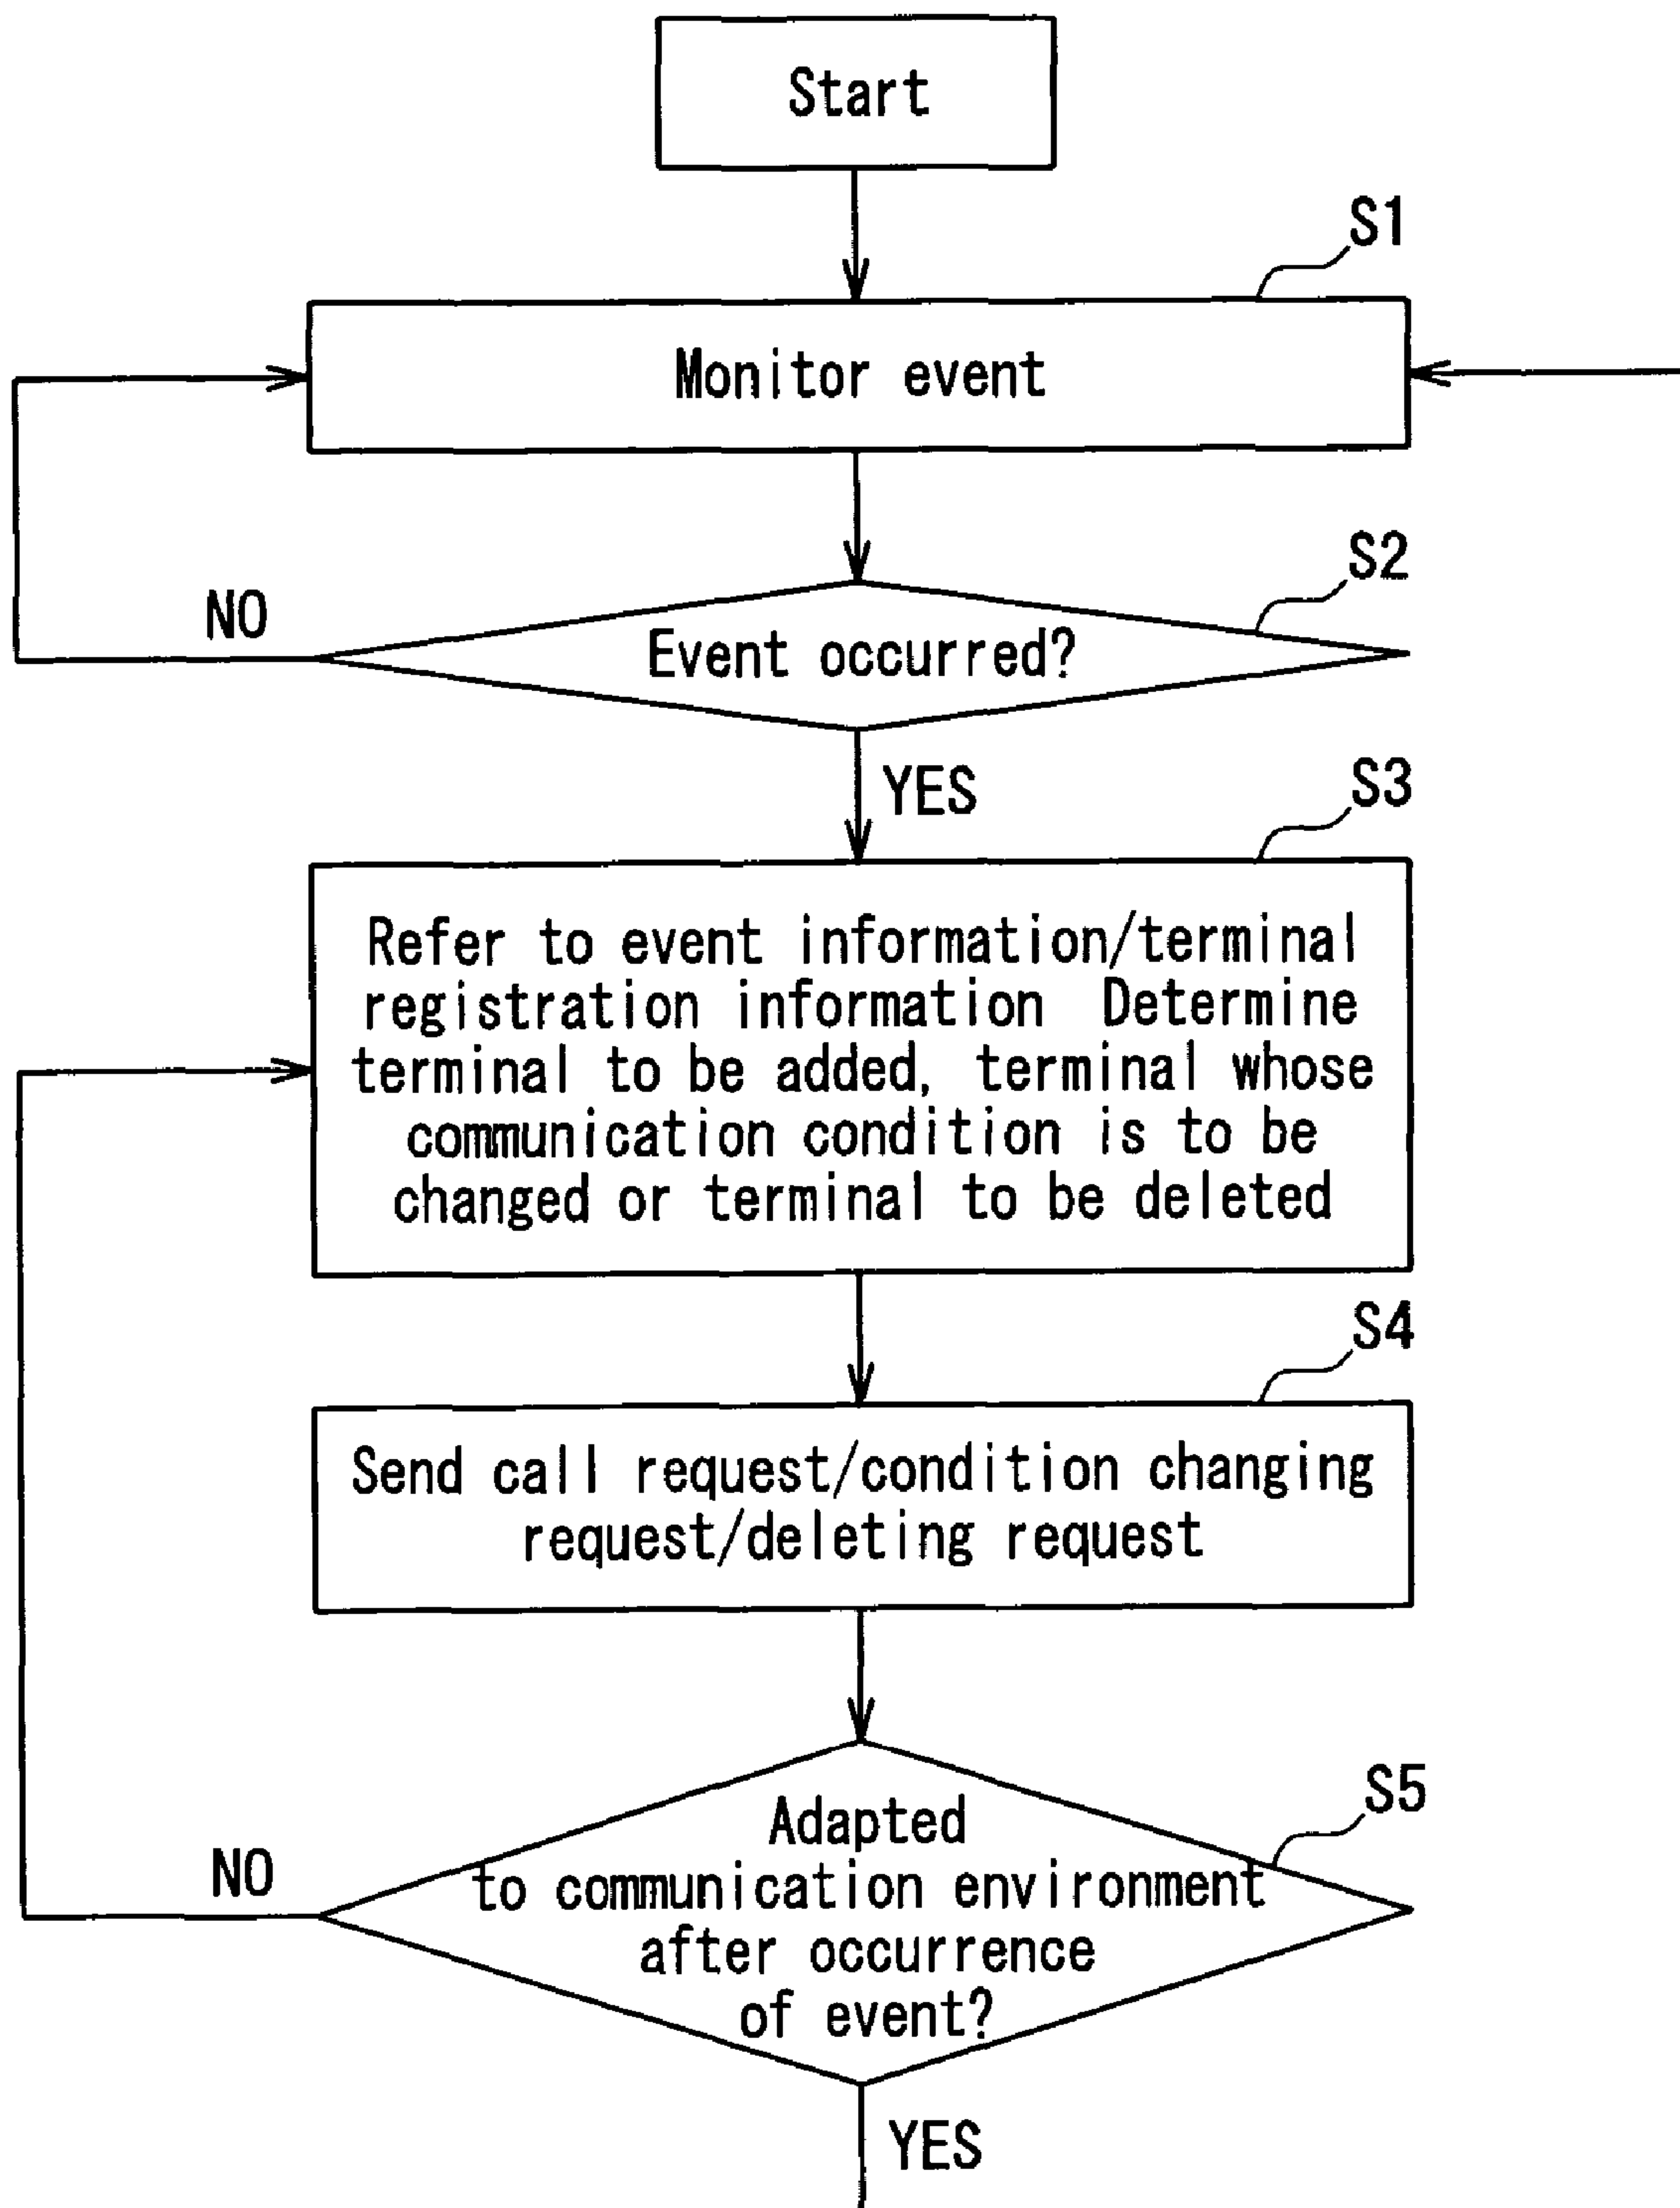 Start
S1
Monitor event
S2
NO
Event occurred?
YES
S3
Refer to event information/terminal
registration information Determine
terminal to be added, terminal whose
communication condition is to be
changed or terminal to be deleted
S4
Send call request/condition changing
request/deleting request
S5
NO
Adapted
to communication environment
after occurrence
of event?
YES